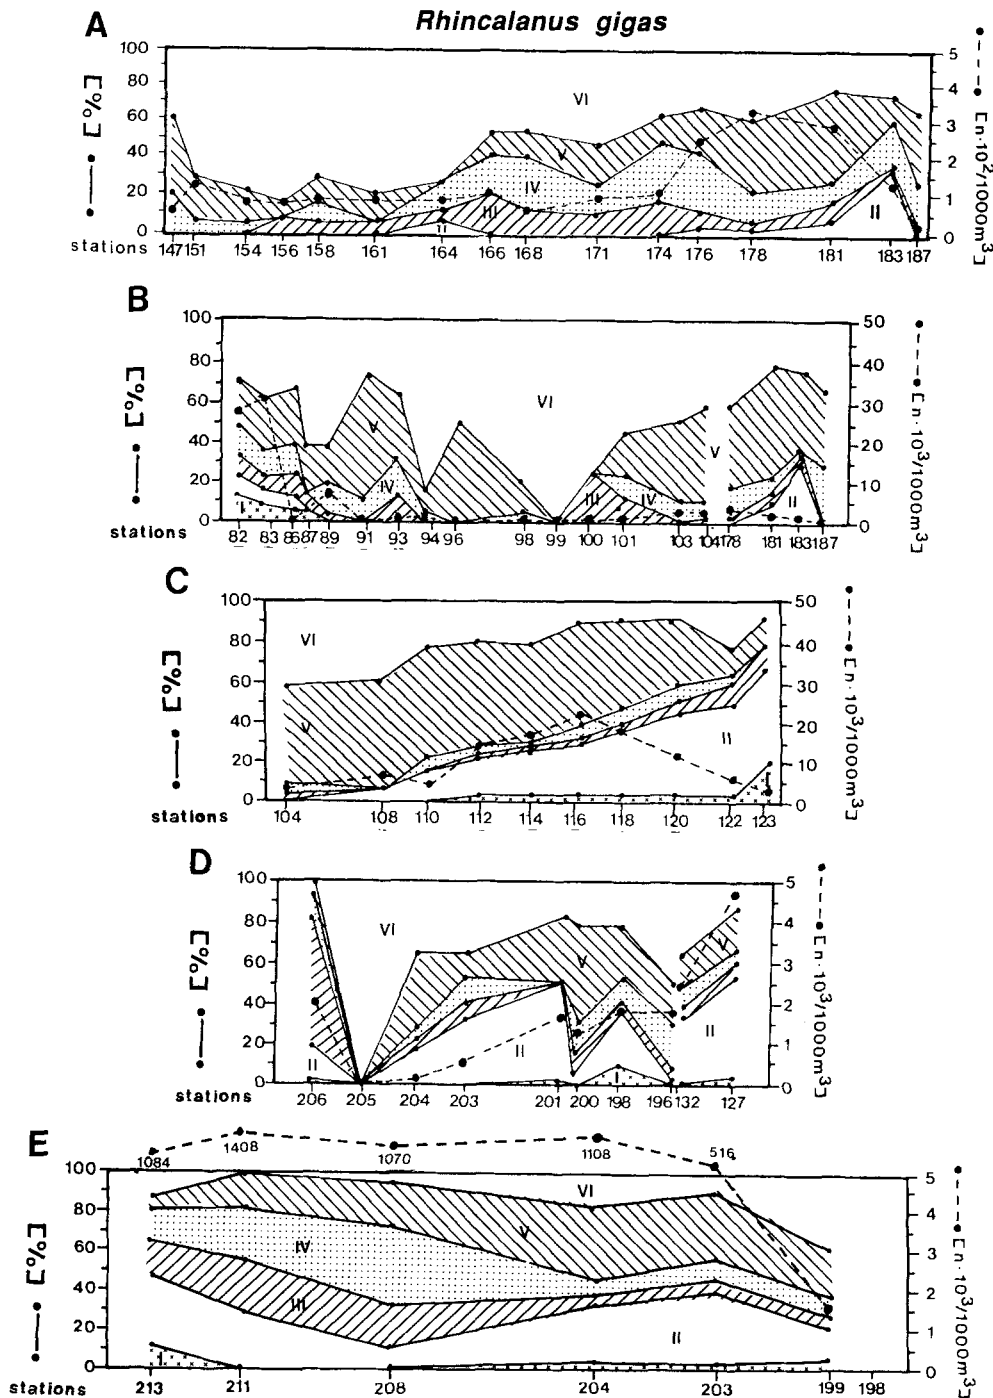 Rhincalanus gigas
A
100
80
60
40
20
0
[%]
VI
V
IV
III
II
II
5
4
3
2
1
0
[n·10²/1000m³]
stations
147 151 154 156 158 161 164 166 168 171 174 176 178 181 183 187
B
100
80
60
40
20
0
[%]
VI
V
IV
I
III
IV
V
II
50
40
30
20
10
0
[n·10³/1000m³]
stations
82 83 86 87 89 91 93 94 96 98 99 100 101 103 104 178 181 183 187
C
100
80
60
40
20
0
[%]
VI
V
II
I
50
40
30
20
10
0
[n·10³/1000m³]
stations
104 108 110 112 114 116 118 120 122 123
D
100
80
60
40
20
0
[%]
VI
V
V
II
II
II
I
5
4
3
2
1
0
[n·10³/1000m³]
stations
206 205 204 203 201 200 198 196 132 127
E
1084 1408 1070 1108 516
100
80
60
40
20
0
[%]
VI
V
IV
III
II
I
5
4
3
2
1
0
[n·10³/1000m³]
stations
213 211 208 204 203 199 198